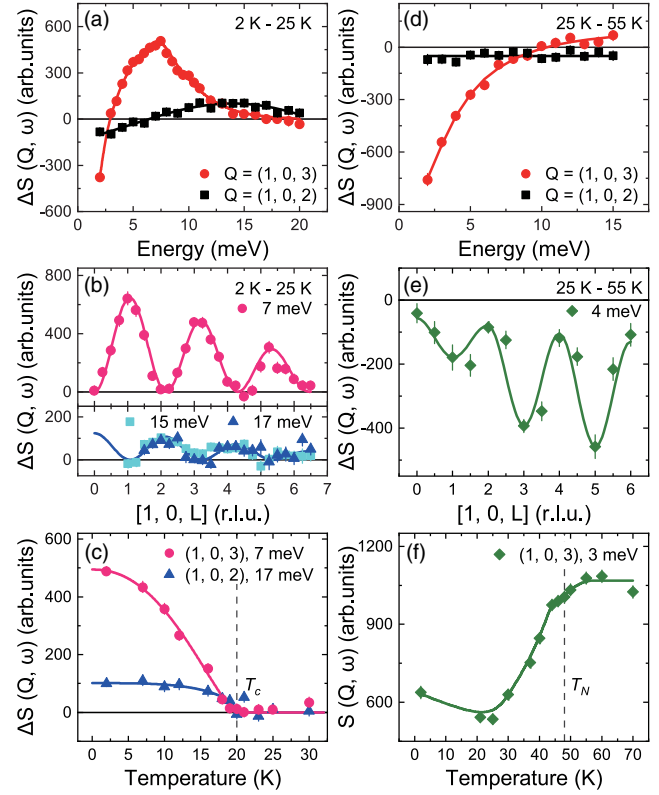 (a) 2 K - 25 K
ΔS (Q, ω) (arb.units)
600
300
0
-300
-600
Q = (1, 0, 3)
Q = (1, 0, 2)
0 5 10 15 20
Energy (meV)
(d) 25 K - 55 K
ΔS (Q, ω) (arb.units)
0
-300
-600
-900
Q = (1, 0, 3)
Q = (1, 0, 2)
0 5 10 15
Energy (meV)
(b) 2 K - 25 K
7 meV
ΔS (Q, ω) (arb.units)
800
400
0
15 meV 17 meV
200
100
0
0 1 2 3 4 5 6 7
[1, 0, L] (r.l.u.)
(e) 25 K - 55 K
4 meV
ΔS (Q, ω) (arb.units)
0
-200
-400
0 1 2 3 4 5 6
[1, 0, L] (r.l.u.)
(c)
(1, 0, 3), 7 meV
(1, 0, 2), 17 meV
ΔS (Q, ω) (arb.units)
600
400
200
0
Tc
0 5 10 15 20 25 30
Temperature (K)
(f)
(1, 0, 3), 3 meV
S (Q, ω) (arb.units)
1200
900
600
TN
0 10 20 30 40 50 60 70
Temperature (K)